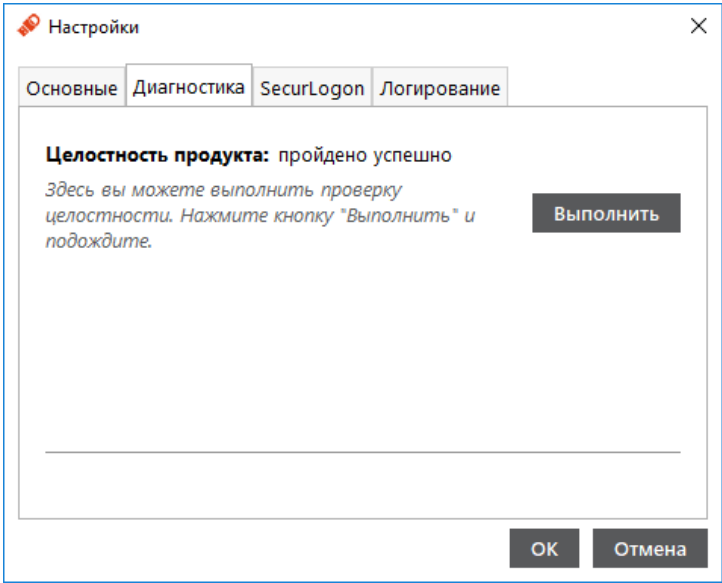 Настройки
Основные Диагностика SecurLogon Логирование
Целостность продукта: пройдено успешно
Здесь вы можете выполнить проверку
целостности. Нажмите кнопку "Выполнить" и
подождите.
Выполнить
ОК Отмена